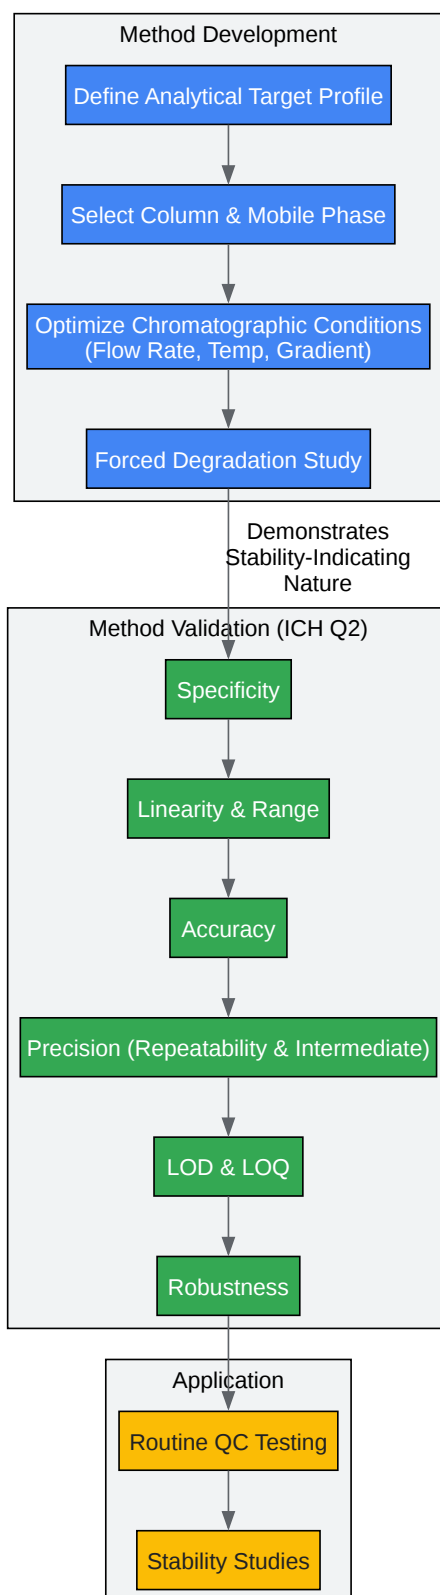 Method Development
Define Analytical Target Profile
Select Column & Mobile Phase
Optimize Chromatographic Conditions
(Flow Rate, Temp, Gradient)
Forced Degradation Study
Demonstrates
Stability-Indicating
Nature
Method Validation (ICH Q2)
Specificity
Linearity & Range
Accuracy
Precision (Repeatability & Intermediate)
LOD & LOQ
Robustness
Application
Routine QC Testing
Stability Studies